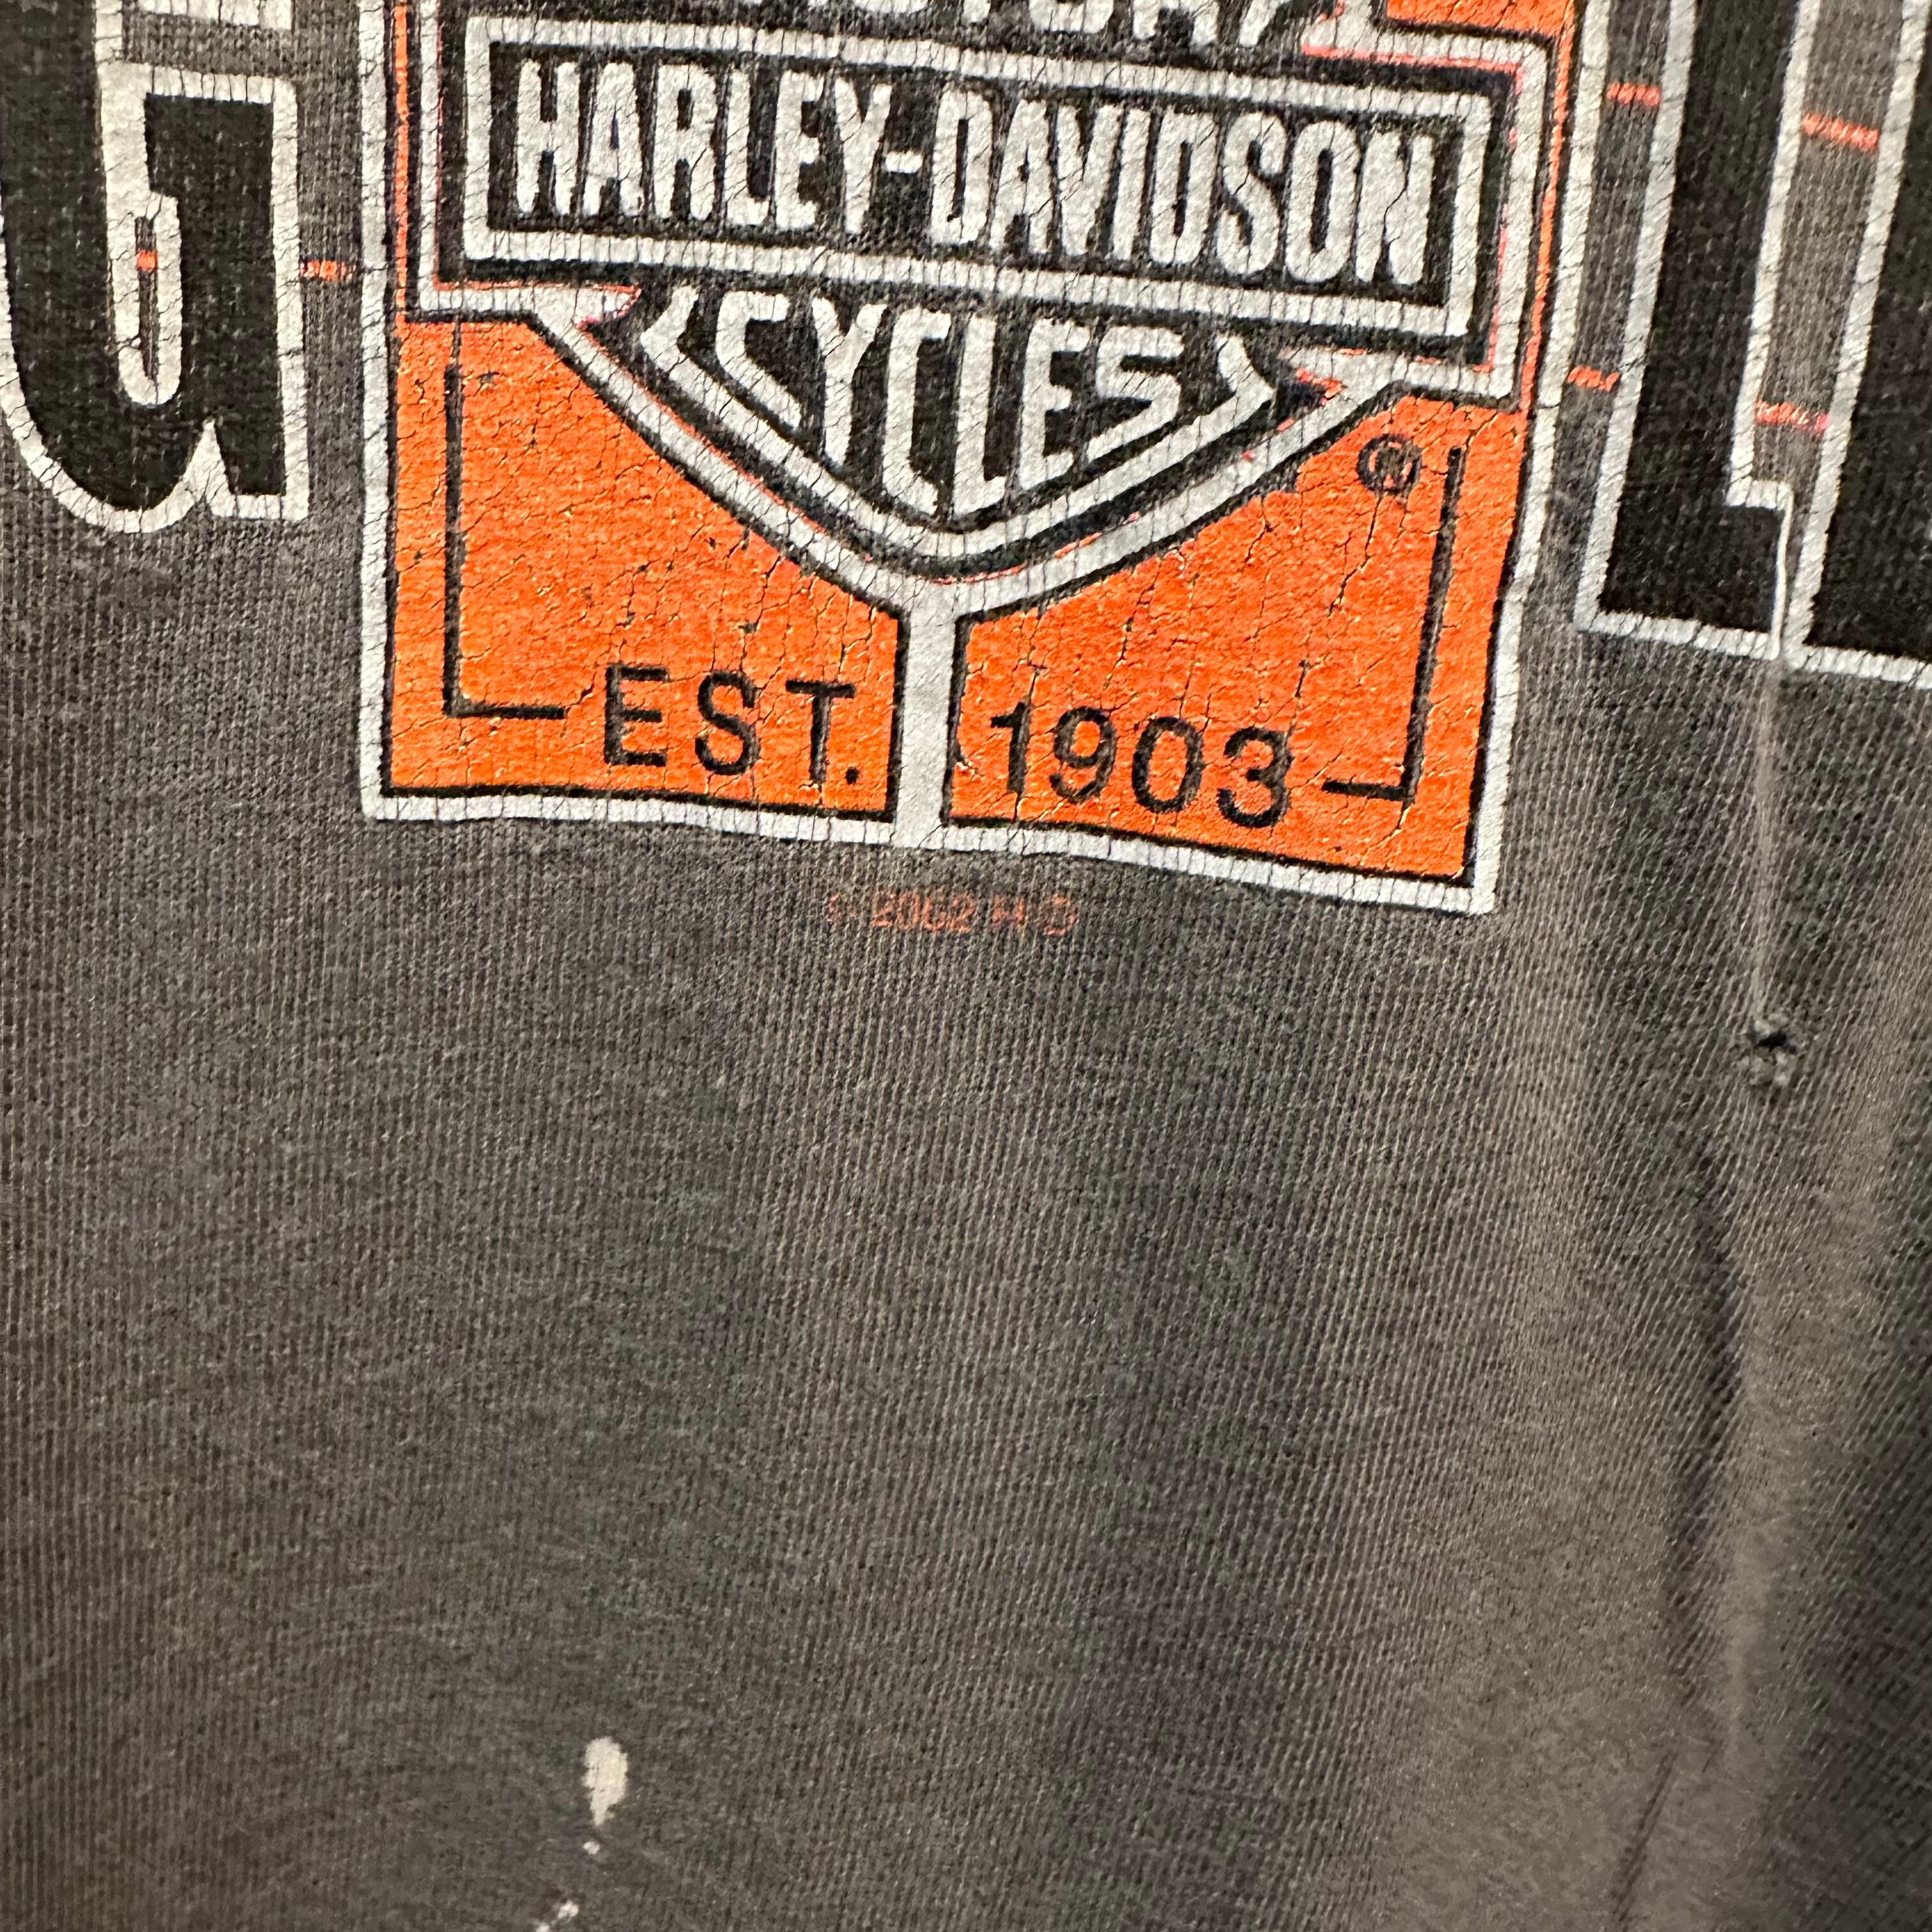 HARLEY-DAVIDSON
CYCLES
®
EST. 1903
© 2002 H-D